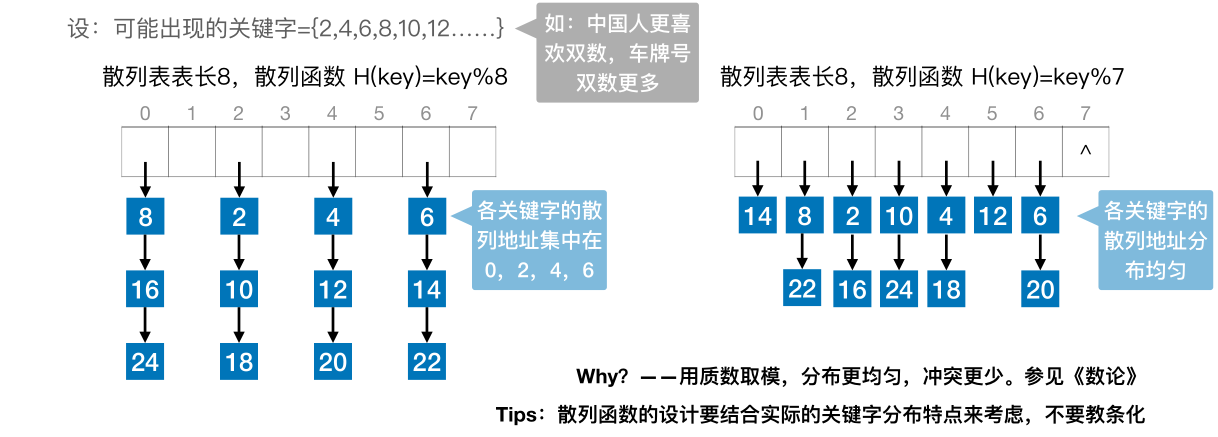 设：可能出现的关键字={2,4,6,8,10,12……}
如：中国人更喜
欢双数，车牌号
双数更多
散列表表长8，散列函数 H(key)=key%8
0 1 2 3 4 5 6 7
8 2 4 6
各关键字的散
列地址集中在
0，2，4，6
16 10 12 14
24 18 20 22
散列表表长8，散列函数 H(key)=key%7
0 1 2 3 4 5 6 7
^
14 8 2 10 4 12 6
各关键字的
散列地址分
布均匀
22 16 24 18 20
Why？——用质数取模，分布更均匀，冲突更少。参见《数论》
Tips：散列函数的设计要结合实际的关键字分布特点来考虑，不要教条化